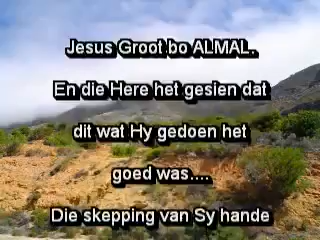 Jesus Groot bo ALMAL.
En die Here het gesien dat
dit wat Hy gedoen het
goed was....
Die skepping van Sy hande